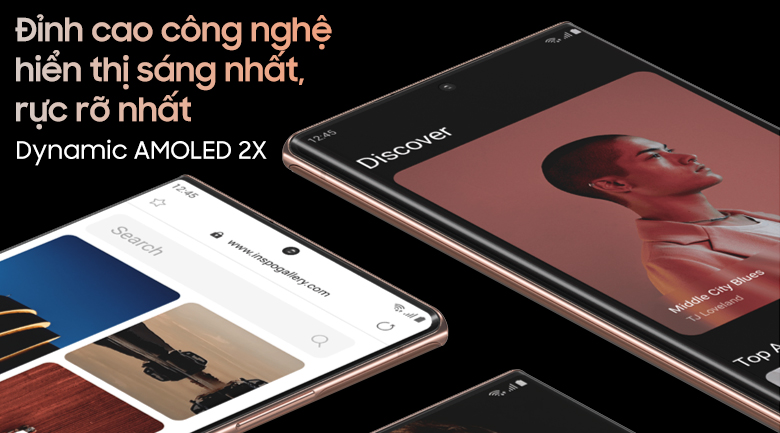 Đỉnh cao công nghệ
hiển thị sáng nhất,
rực rỡ nhất
Dynamic AMOLED 2X
12:45
Discover
Middle City Blues
TJ Loveland
Top A
12:45
www.inspogallery.com
Search